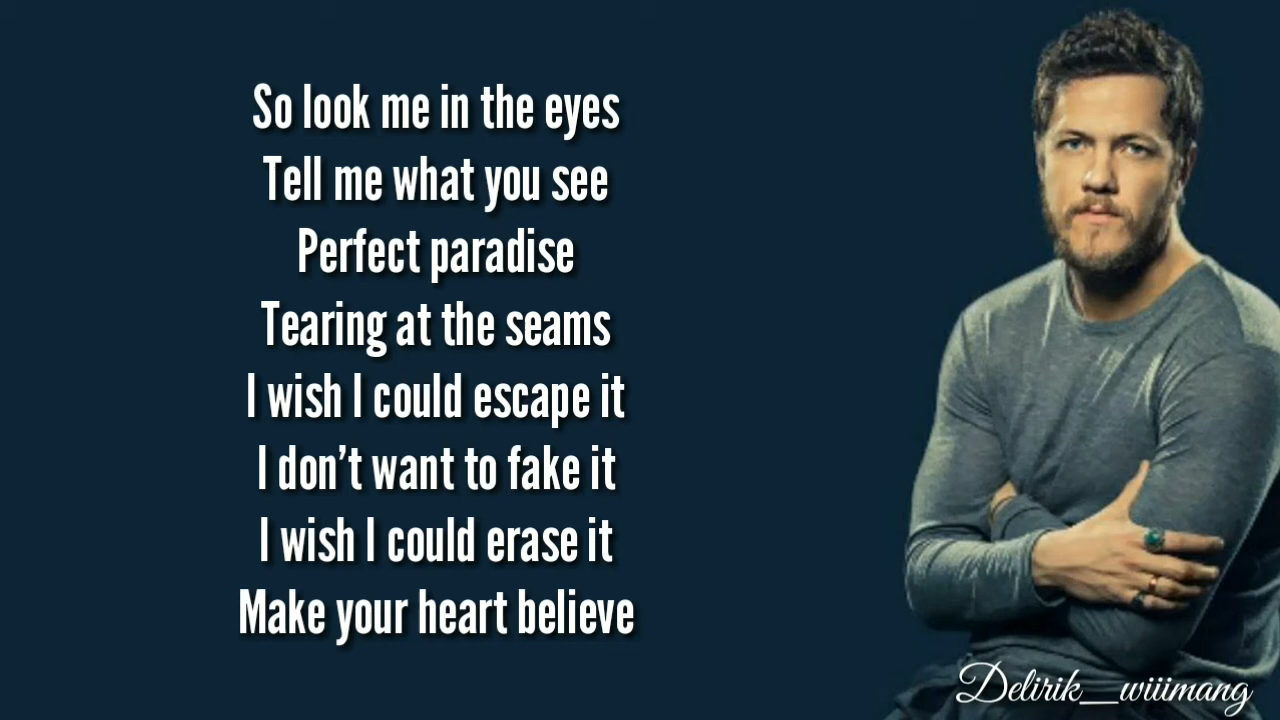 So look me in the eyes
Tell me what you see
Perfect paradise
Tearing at the seams
I wish I could escape it
I don’t want to fake it
I wish I could erase it
Make your heart believe
Delirik__wiiimang